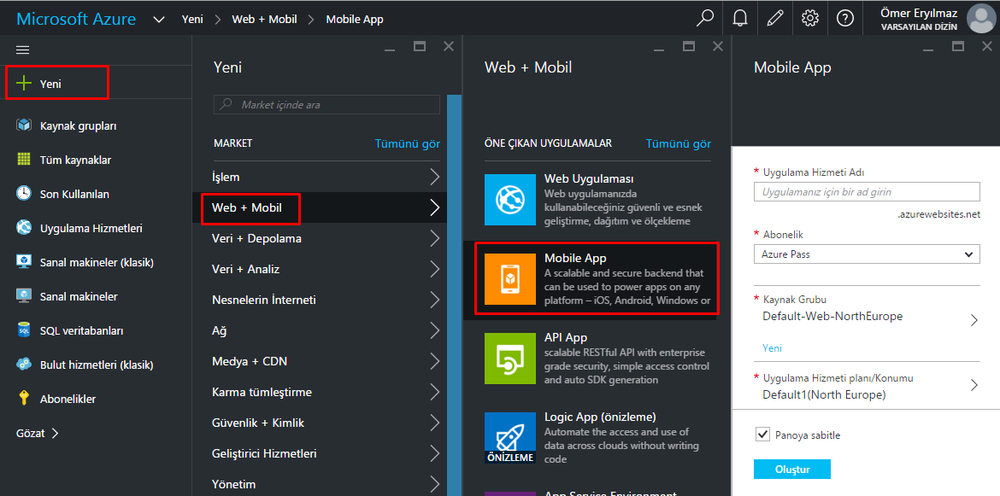 Microsoft Azure
Yeni
Web + Mobil
Mobile App
Ömer Eryılmaz
VARSAYILAN DİZİN
Yeni
Kaynak grupları
Tüm kaynaklar
Son Kullanılan
Uygulama Hizmetleri
Sanal makineler (klasik)
Sanal makineler
SQL veritabanları
Bulut hizmetleri (klasik)
Abonelikler
Gözat
Yeni
Market içinde ara
MARKET
Tümünü gör
İşlem
Web + Mobil
Veri + Depolama
Veri + Analiz
Nesnelerin İnterneti
Ağ
Medya + CDN
Karma tümleştirme
Güvenlik + Kimlik
Geliştirici Hizmetleri
Yönetim
Web + Mobil
ÖNE ÇIKAN UYGULAMALAR
Tümünü gör
Web Uygulaması
Web uygulamanızda
kullanabileceğiniz güvenli ve esnek
geliştirme, dağıtım ve ölçekleme
Mobile App
A scalable and secure backend that
can be used to power apps on any
platform – iOS, Android, Windows or
API App
scalable RESTful API with enterprise
grade security, simple access control
and auto SDK generation
Logic App (önizleme)
Automate the access and use of
data across clouds without writing
code
ÖNİZLEME
App Service Environment
Mobile App
* Uygulama Hizmeti Adı
Uygulamanız için bir ad girin
.azurewebsites.net
* Abonelik
Azure Pass
* Kaynak Grubu
Default-Web-NorthEurope
Yeni
* Uygulama Hizmeti planı/Konumu
Default1(North Europe)
Panoya sabitle
Oluştur